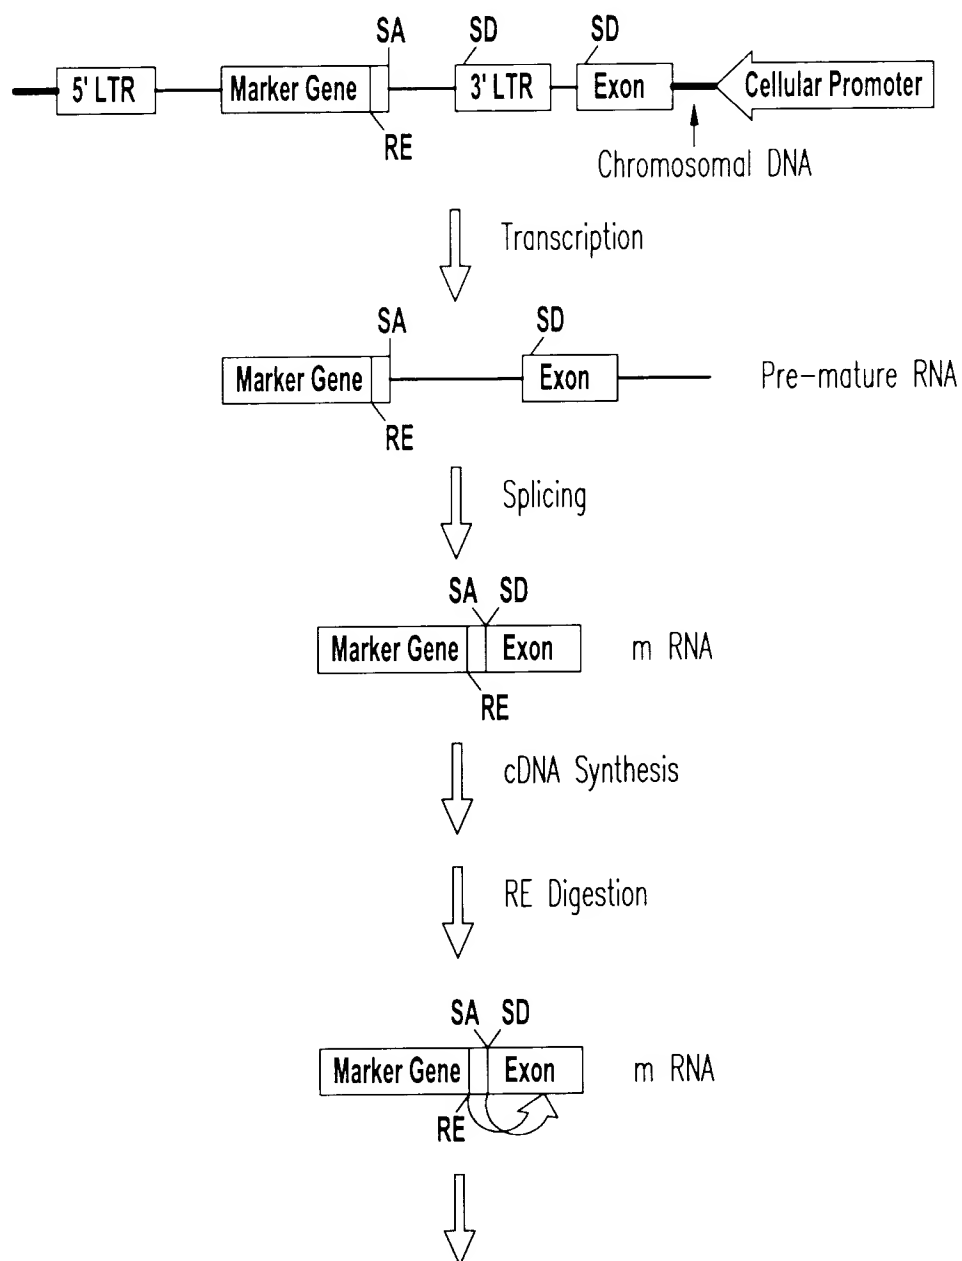 SA SD SD
5' LTR Marker Gene 3' LTR Exon Cellular Promoter
RE
Chromosomal DNA
Transcription
SA SD
Marker Gene Exon Pre-mature RNA
RE
Splicing
SA SD
Marker Gene Exon m RNA
RE
cDNA Synthesis
RE Digestion
SA SD
Marker Gene Exon m RNA
RE